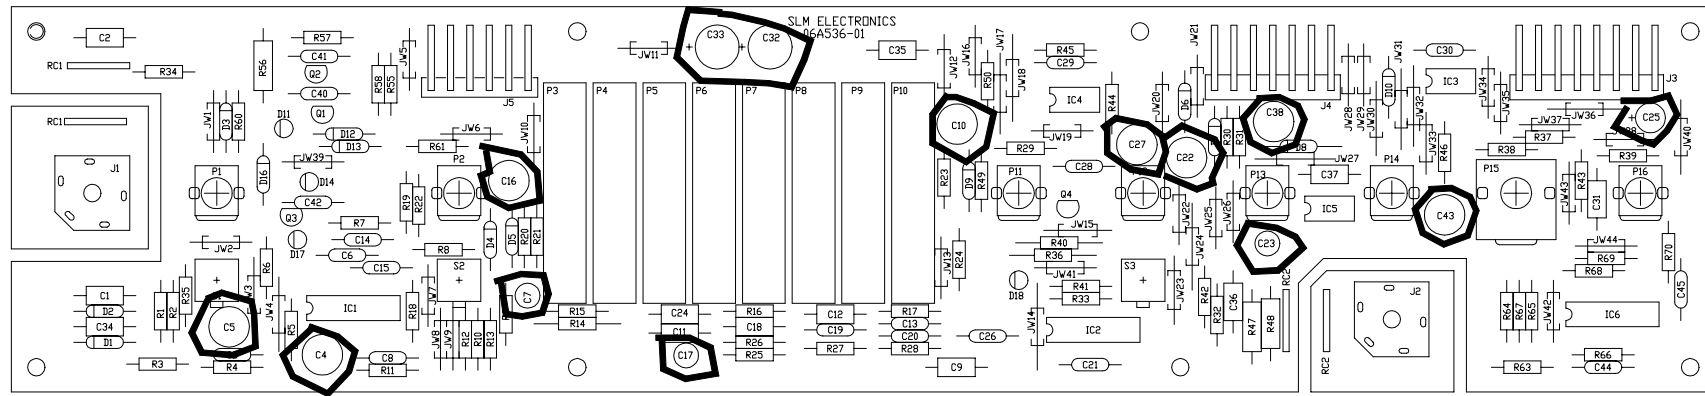 SLM ELECTRONICS
06A536-01
C2
R57
JW5
JW11
C33
C32
C35
JW16
JW17
R45
JW21
JW31
C30
C41
RC1
R34
R56
Q2
R58
R55
JW12
R50
JW18
C29
JW28
JW29
D10
IC3
JW34
J3
C40
J5
P3
P4
P5
P6
P7
P8
P9
P10
IC4
R44
JW20
D6
J4
JW30
JW32
JW35
JW36
C25
RC1
JW1
D3
R60
D11
Q1
D12
D13
JW6
R61
JW10
C10
JW19
C27
C22
R30
R31
C38
D8
JW33
R46
JW37
R37
R38
R39
JW40
J1
P1
D16
JW39
D14
P2
C16
R23
D9
R49
R29
C28
P11
Q4
P13
JW27
C37
P14
P15
JW43
R43
C31
P16
C42
Q3
D17
R7
C14
C6
C15
R19
R22
R8
D4
D5
R20
R21
JW15
R40
R36
JW41
JW22
JW25
JW26
JW24
IC5
C23
C43
JW44
R69
R68
R70
JW2
R6
S2
C7
JW13
R24
D18
R41
R33
S3
JW23
R42
RC2
J2
C45
C1
D2
C34
D1
R1
R2
R35
C5
JW3
JW4
R5
IC1
R18
JW7
JW8
JW9
R12
R10
R13
R15
R14
C24
C11
R16
C18
R26
R25
C12
C19
R27
R17
C13
C20
R28
C26
JW14
IC2
R32
C36
R47
R48
RC2
R64
R67
R65
JW42
IC6
R3
R4
C4
C8
R11
C17
C9
C21
R63
R66
C44